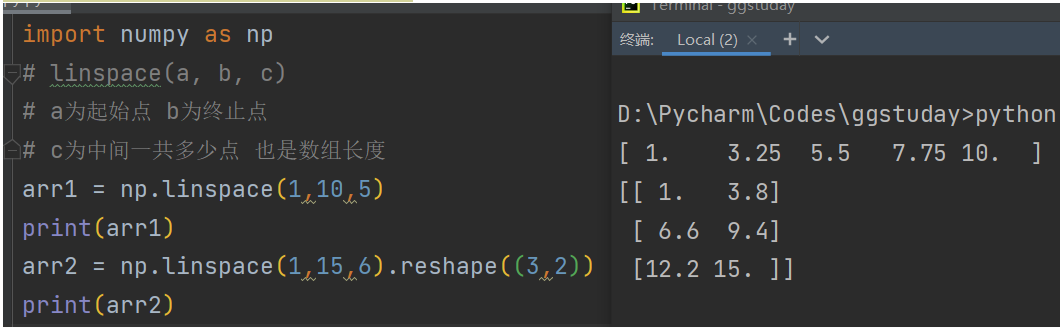 import numpy as np
# linspace(a, b, c)
# a为起始点 b为终止点
# c为中间一共多少点 也是数组长度
arr1 = np.linspace(1,10,5)
print(arr1)
arr2 = np.linspace(1,15,6).reshape((3,2))
print(arr2)
Terminal - ggstuday
终端: Local (2) × +
D:\Pycharm\Codes\ggstuday>python
[ 1.    3.25  5.5   7.75 10.  ]
[[ 1.   3.8]
 [ 6.6  9.4]
 [12.2 15. ]]